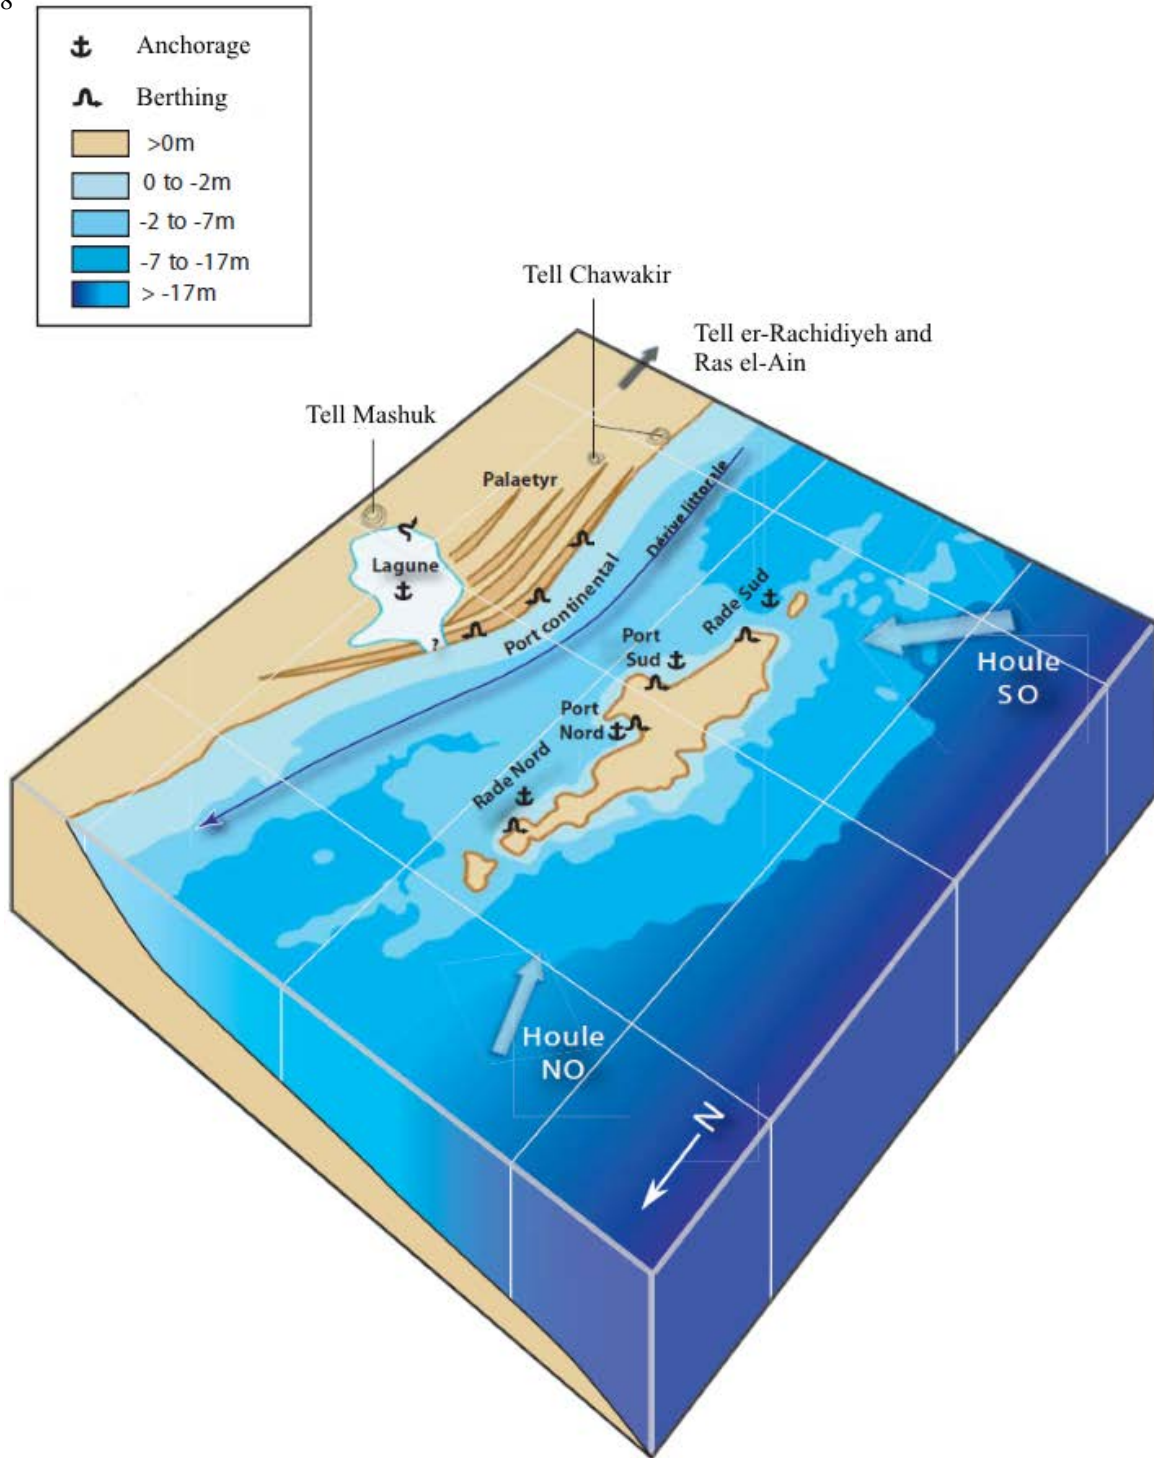 8
Anchorage
Berthing
>0m
0 to -2m
-2 to -7m
-7 to -17m
> -17m
Tell Chawakir
Tell er-Rachidiyeh and
Ras el-Ain
Tell Mashuk
Palaetyr
Lagune
?
Dérive littorale
Port continental
Rade Sud
Port
Sud
Port
Nord
Rade Nord
Houle
SO
Houle
NO
N